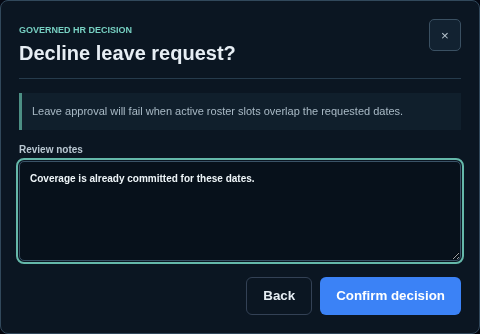 GOVERNED HR DECISION
Decline leave request?
×
Leave approval will fail when active roster slots overlap the requested dates.
Review notes
Coverage is already committed for these dates.
Back
Confirm decision